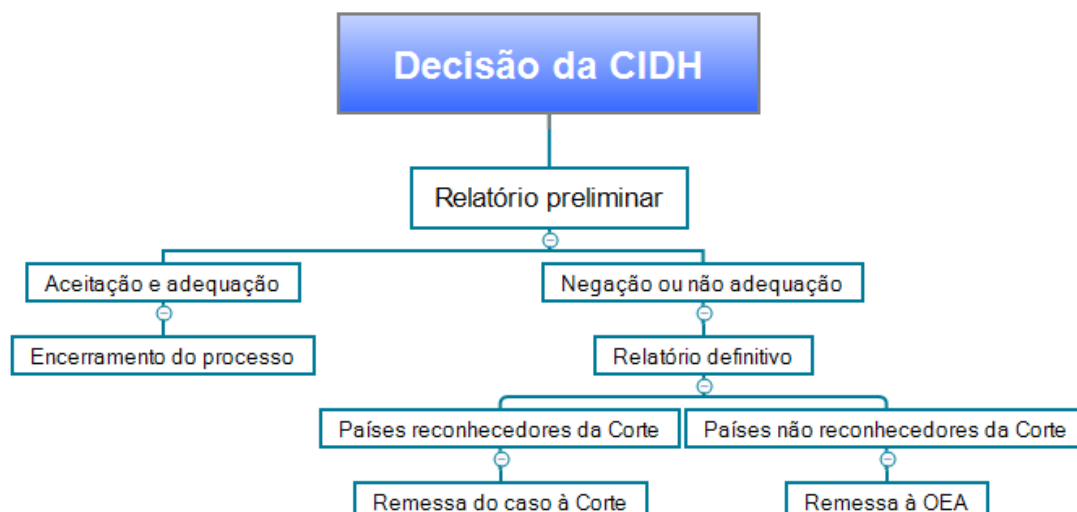 Decisão da CIDH
Relatório preliminar
Aceitação e adequação
Negação ou não adequação
Encerramento do processo
Relatório definitivo
Países reconhecedores da Corte
Países não reconhecedores da Corte
Remessa do caso à Corte
Remessa à OEA